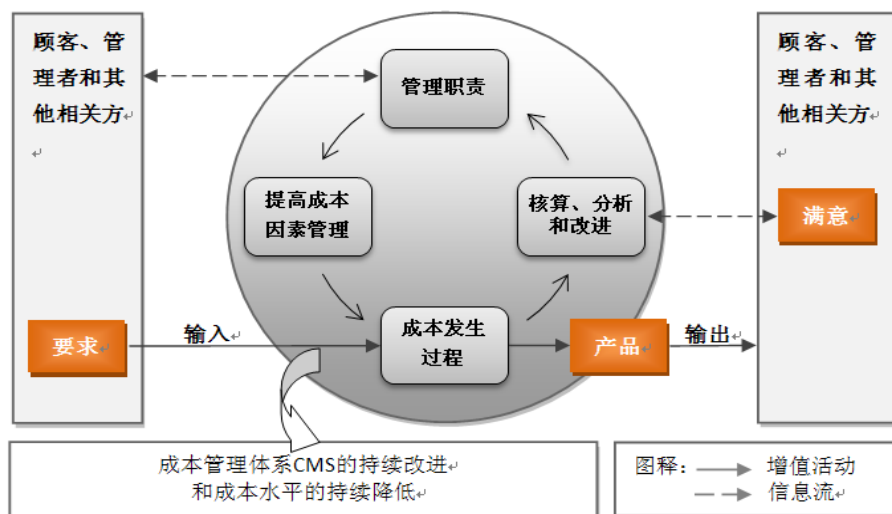 顾客、管
理者和其
他相关方
要求
输入
管理职责
提高成本
因素管理
核算、分析
和改进
成本发生
过程
产品
输出
顾客、管
理者和其
他相关方
满意
成本管理体系CMS的持续改进
和成本水平的持续降低
图释：
增值活动
信息流